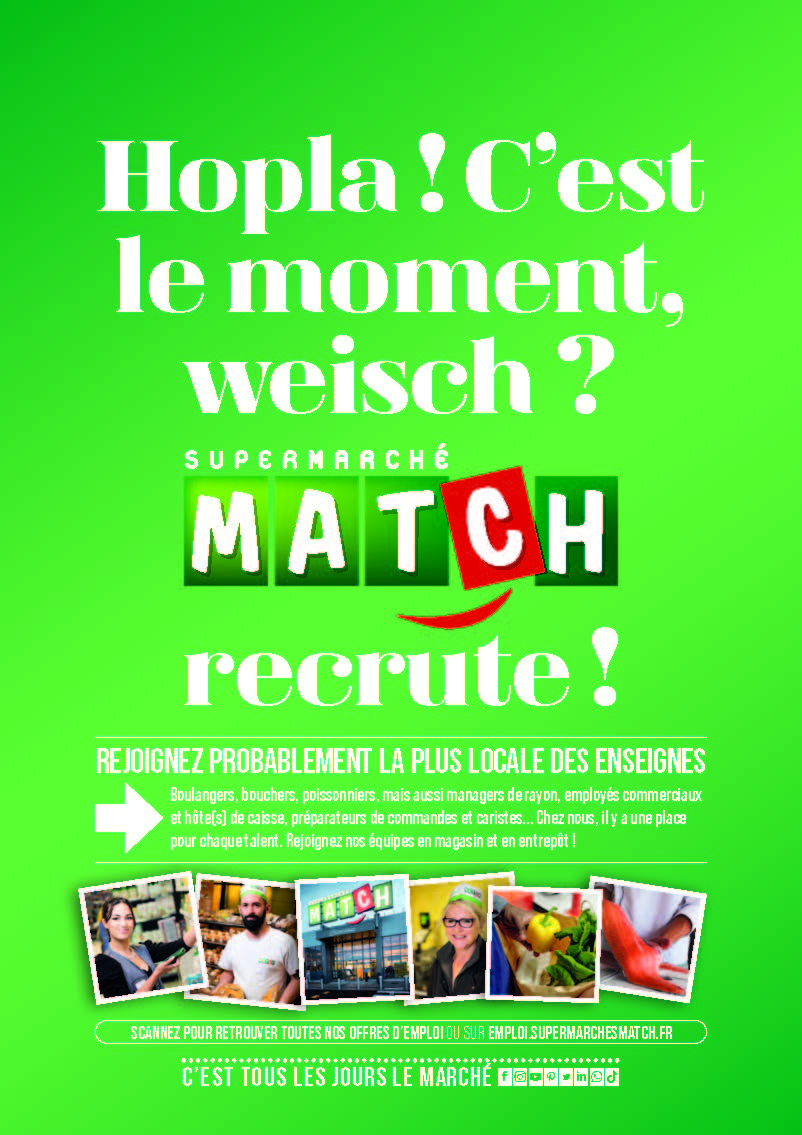 Hopla ! C’est
le moment,
weisch ?
SUPERMARCHÉ
MATCH
recrute !
REJOIGNEZ PROBABLEMENT LA PLUS LOCALE DES ENSEIGNES
Boulangers, bouchers, poissonniers, mais aussi managers de rayon, employés commerciaux
et hôte(s) de caisse, préparateurs de commandes et caristes... Chez nous, il y a une place
pour chaque talent. Rejoignez nos équipes en magasin et en entrepôt !
MATCH
SCANNEZ POUR RETROUVER TOUTES NOS OFFRES D’EMPLOI OU SUR EMPLOI.SUPERMARCHESMATCH.FR
C’EST TOUS LES JOURS LE MARCHÉ